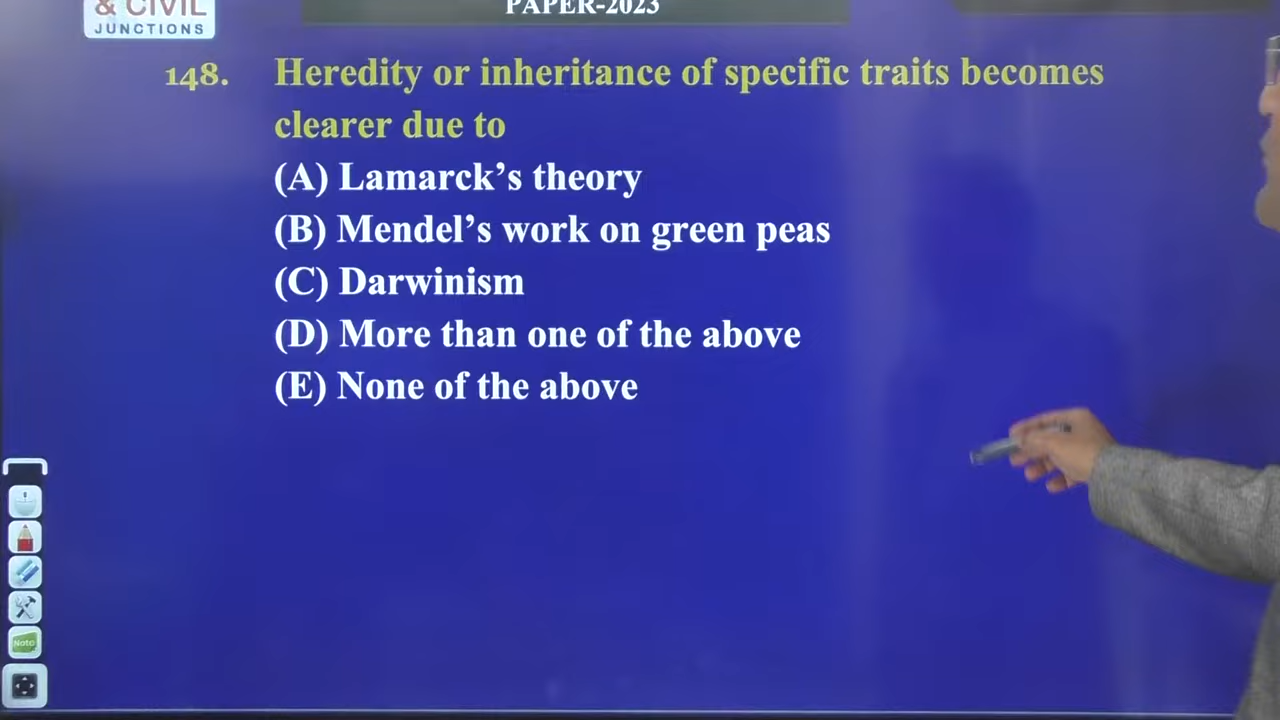 & CIVIL
JUNCTIONS
PAPER-2023
148. Heredity or inheritance of specific traits becomes
clearer due to
(A) Lamarck's theory
(B) Mendel's work on green peas
(C) Darwinism
(D) More than one of the above
(E) None of the above
Note